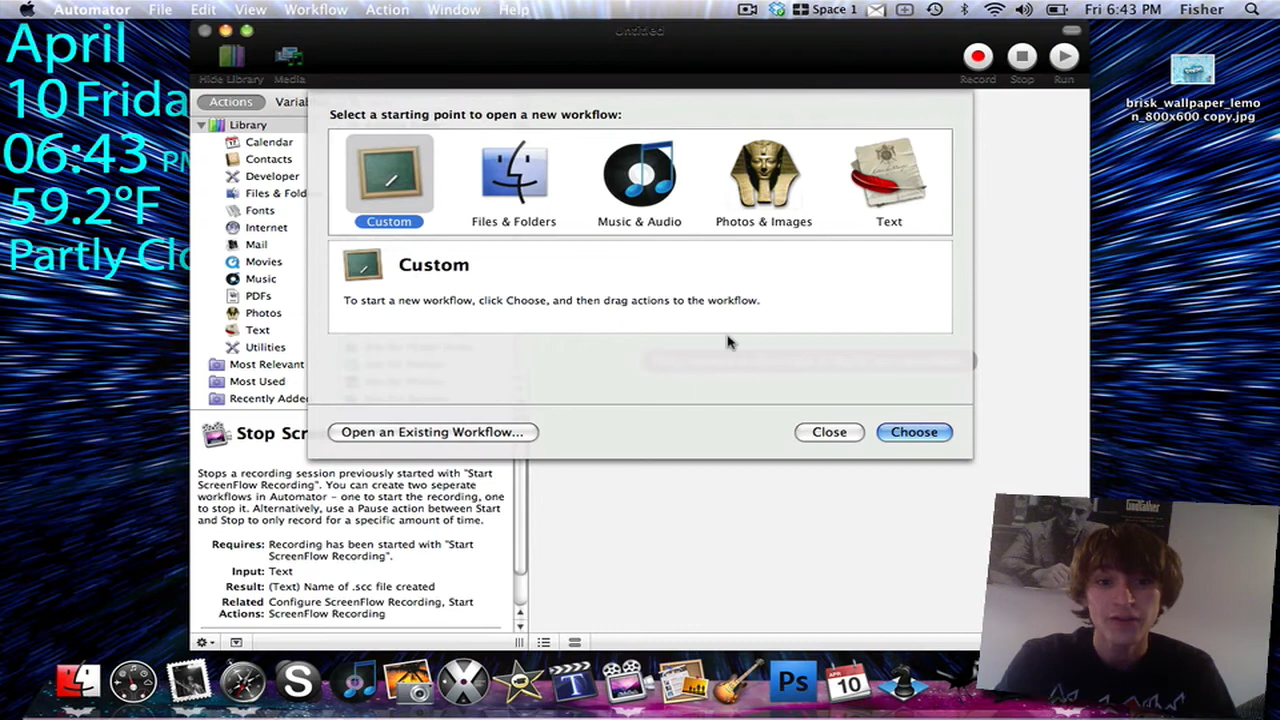 Automator File Edit View Workflow Action Window Help
Space 1 Fri 6:43 PM Fisher
April
10 Frida
06:43 PM
59.2°F
Partly Clo
Untitled
Hide Library Media
Record Stop Run
Actions Variab
Library
Calendar
Contacts
Developer
Files & Fold
Fonts
Internet
Mail
Movies
Music
PDFs
Photos
Text
Utilities
Most Relevant
Most Used
Recently Adde
Select a starting point to open a new workflow:
Custom
Files & Folders
Music & Audio
Photos & Images
Text
Custom
To start a new workflow, click Choose, and then drag actions to the workflow.
Open an Existing Workflow...
Close
Choose
Stop Scr
Stops a recording session previously started with "Start
ScreenFlow Recording". You can create two seperate
workflows in Automator - one to start the recording, one
to stop it. Alternatively, use a Pause action between Start
and Stop to only record for a specific amount of time.
Requires: Recording has been started with "Start
ScreenFlow Recording".
Input: Text
Result: (Text) Name of .scc file created
Related Configure ScreenFlow Recording, Start
Actions: ScreenFlow Recording
brisk_wallpaper_lemo
n_800x600 copy.jpg
Godfather
S
T
Ps
APR
10